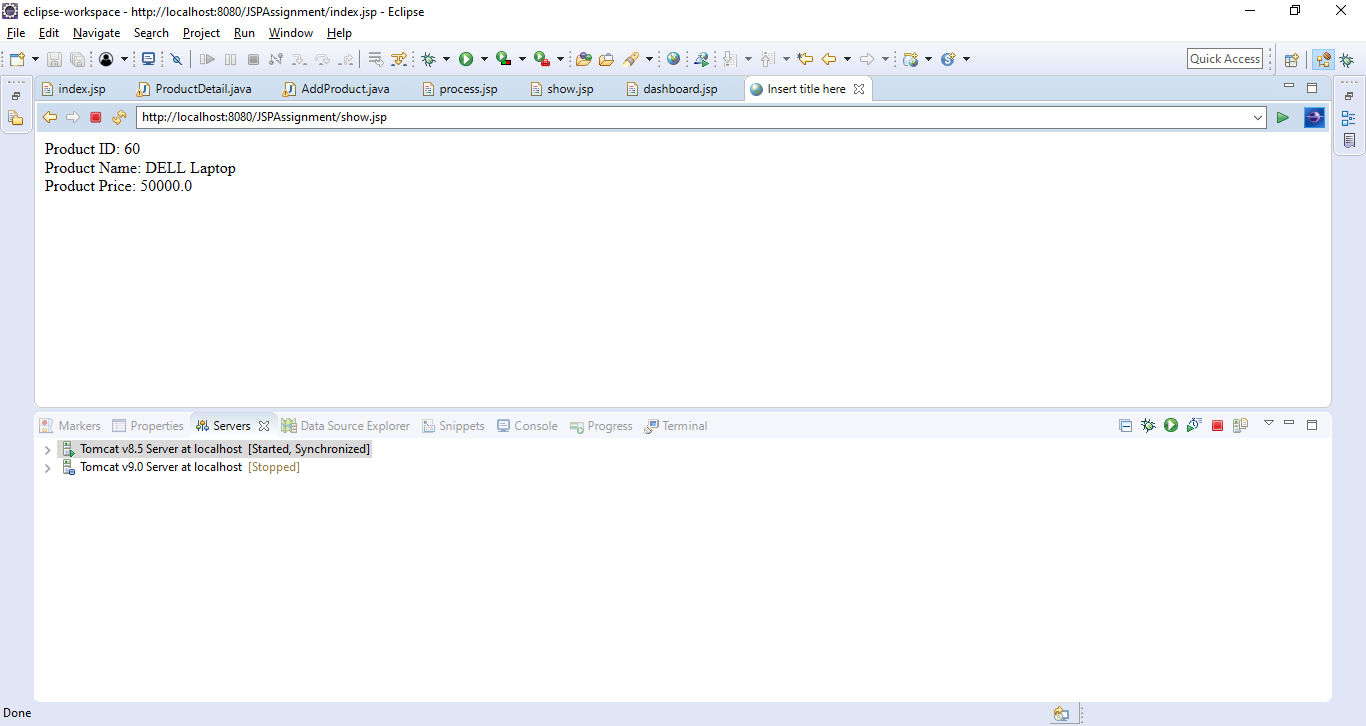 eclipse-workspace - http://localhost:8080/JSPAssignment/index.jsp - Eclipse
File Edit Navigate Search Project Run Window Help
Quick Access
index.jsp ProductDetail.java AddProduct.java process.jsp show.jsp dashboard.jsp Insert title here
http://localhost:8080/JSPAssignment/show.jsp
Product ID: 60
Product Name: DELL Laptop
Product Price: 50000.0
Markers Properties Servers Data Source Explorer Snippets Console Progress Terminal
Tomcat v8.5 Server at localhost [Started, Synchronized]
Tomcat v9.0 Server at localhost [Stopped]
Done